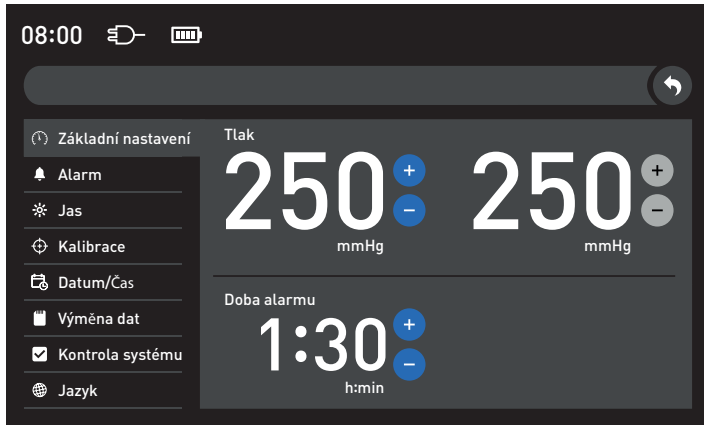 08:00
Základní nastavení
Alarm
Jas
Kalibrace
Datum/Čas
Výměna dat
Kontrola systému
Jazyk
Tlak
250 + − 250 + −
mmHg mmHg
Doba alarmu
1:30 + −
h:min